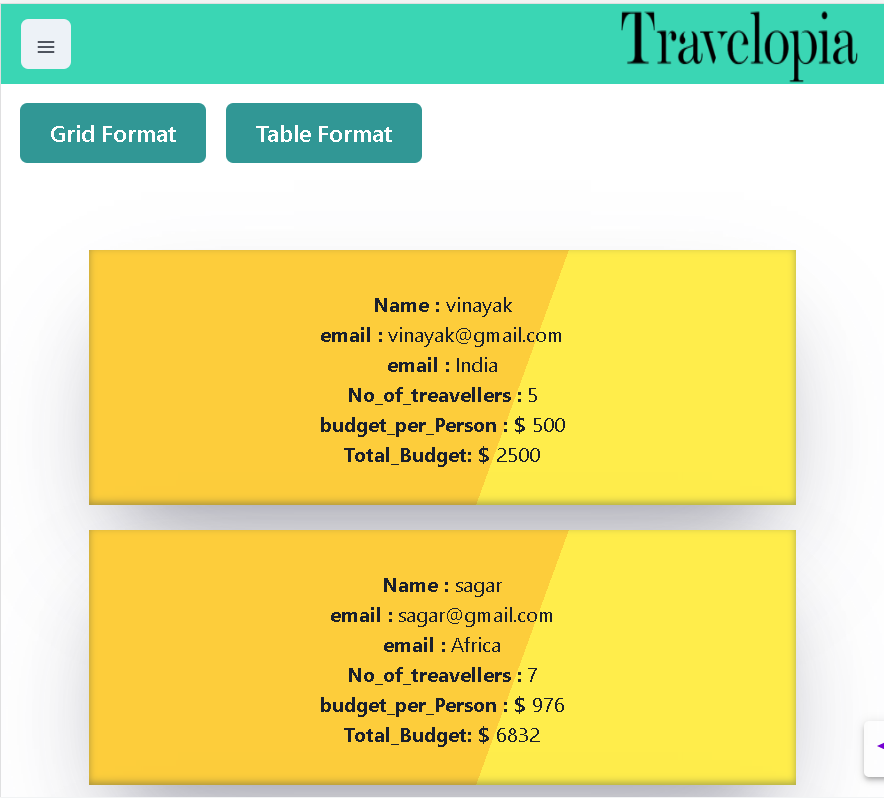 Travelopia
Grid Format
Table Format
Name : vinayak
email : vinayak@gmail.com
email : India
No_of_treavellers : 5
budget_per_Person : $ 500
Total_Budget: $ 2500
Name : sagar
email : sagar@gmail.com
email : Africa
No_of_treavellers : 7
budget_per_Person : $ 976
Total_Budget: $ 6832